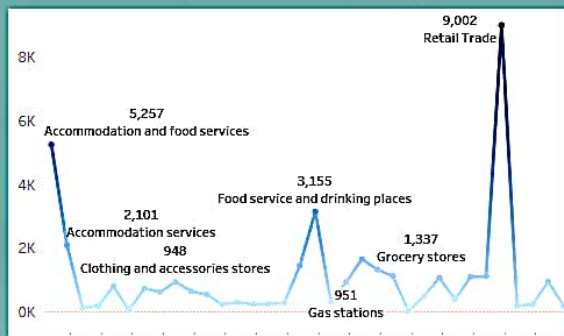 9,002
Retail Trade
8K
6K
5,257
Accommodation and food services
4K
3,155
Food service and drinking places
2,101
Accommodation services
2K
948
Clothing and accessories stores
1,337
Grocery stores
951
Gas stations
0K